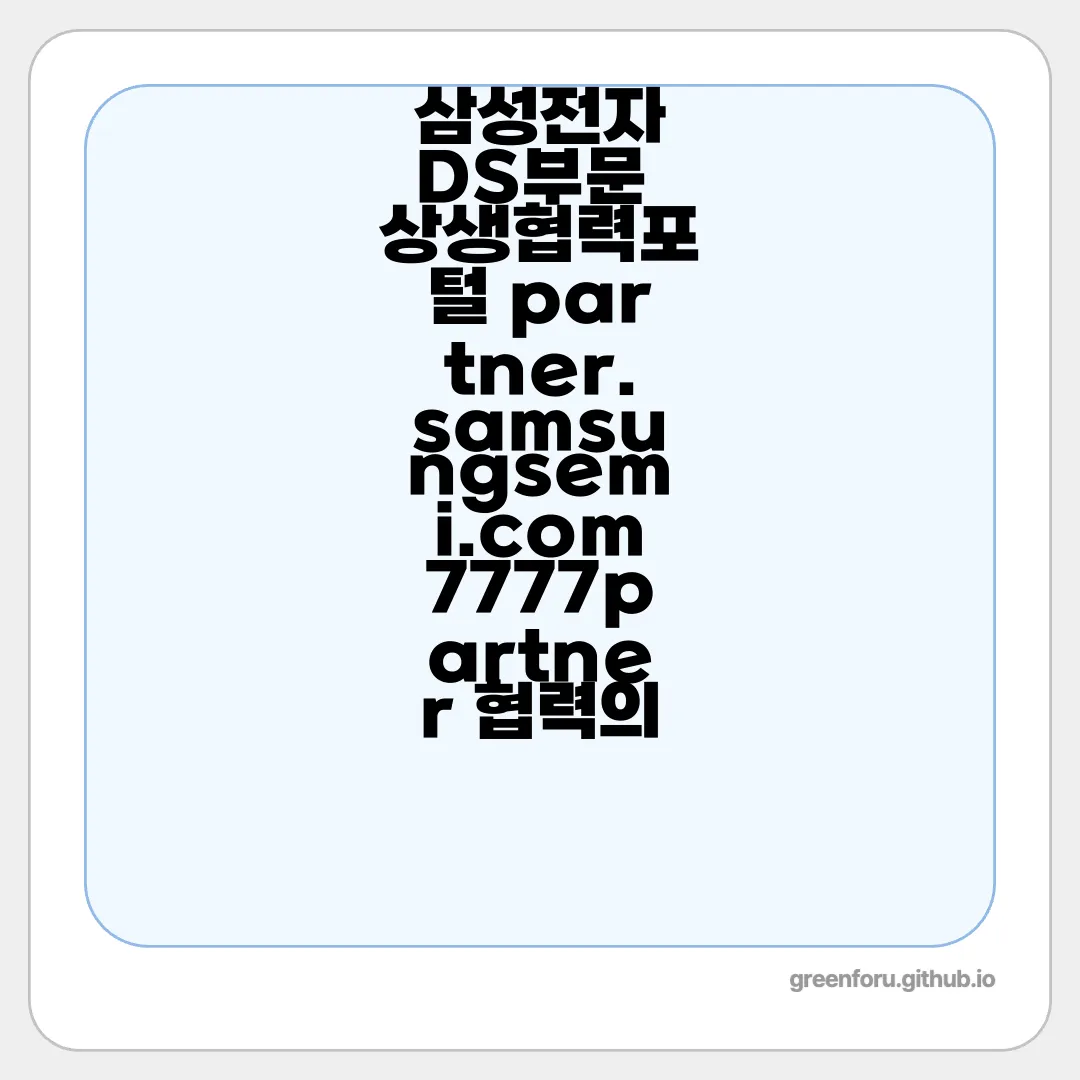 삼성전자
DS부문
상생협력포
털 par
tner.
samsu
ngsem
i.com
7777p
artne
r 협력의
greenforu.github.io